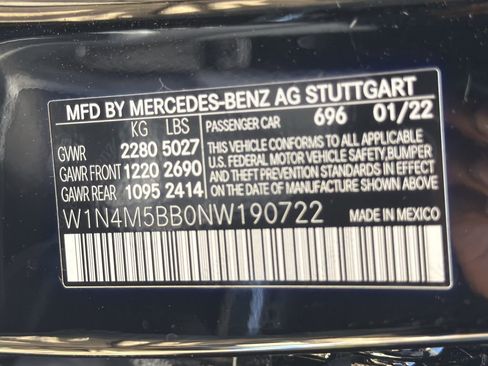 MFD BY MERCEDES-BENZ AG STUTTGART
KG LBS PASSENGER CAR 696 01/22
GVWR 2280 5027 THIS VEHICLE CONFORMS TO ALL APPLICABLE
GAWR FRONT 1220 2690 U.S. FEDERAL MOTOR VEHICLE SAFETY, BUMPER
AND THEFT PREVENTION STANDARDS IN EFFECT
GAWR REAR 1095 2414 ON THE DATE OF MANUFACTURE SHOWN ABOVE.
W1N4M5BB0NW190722 MADE IN MEXICO